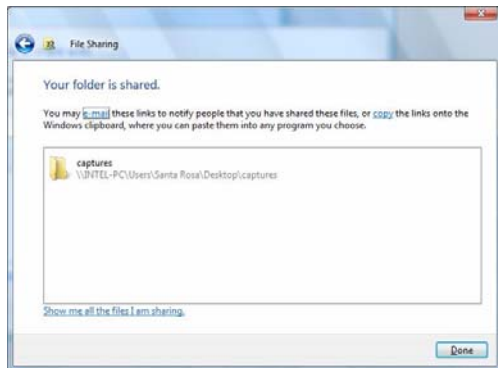 File Sharing
Your folder is shared.
You may e-mail these links to notify people that you have shared these files, or copy the links onto the
Windows clipboard, where you can paste them into any program you choose.
captures
\\INTEL-PC\Users\Santa Rosa\Desktop\captures
Show me all the files I am sharing.
Done